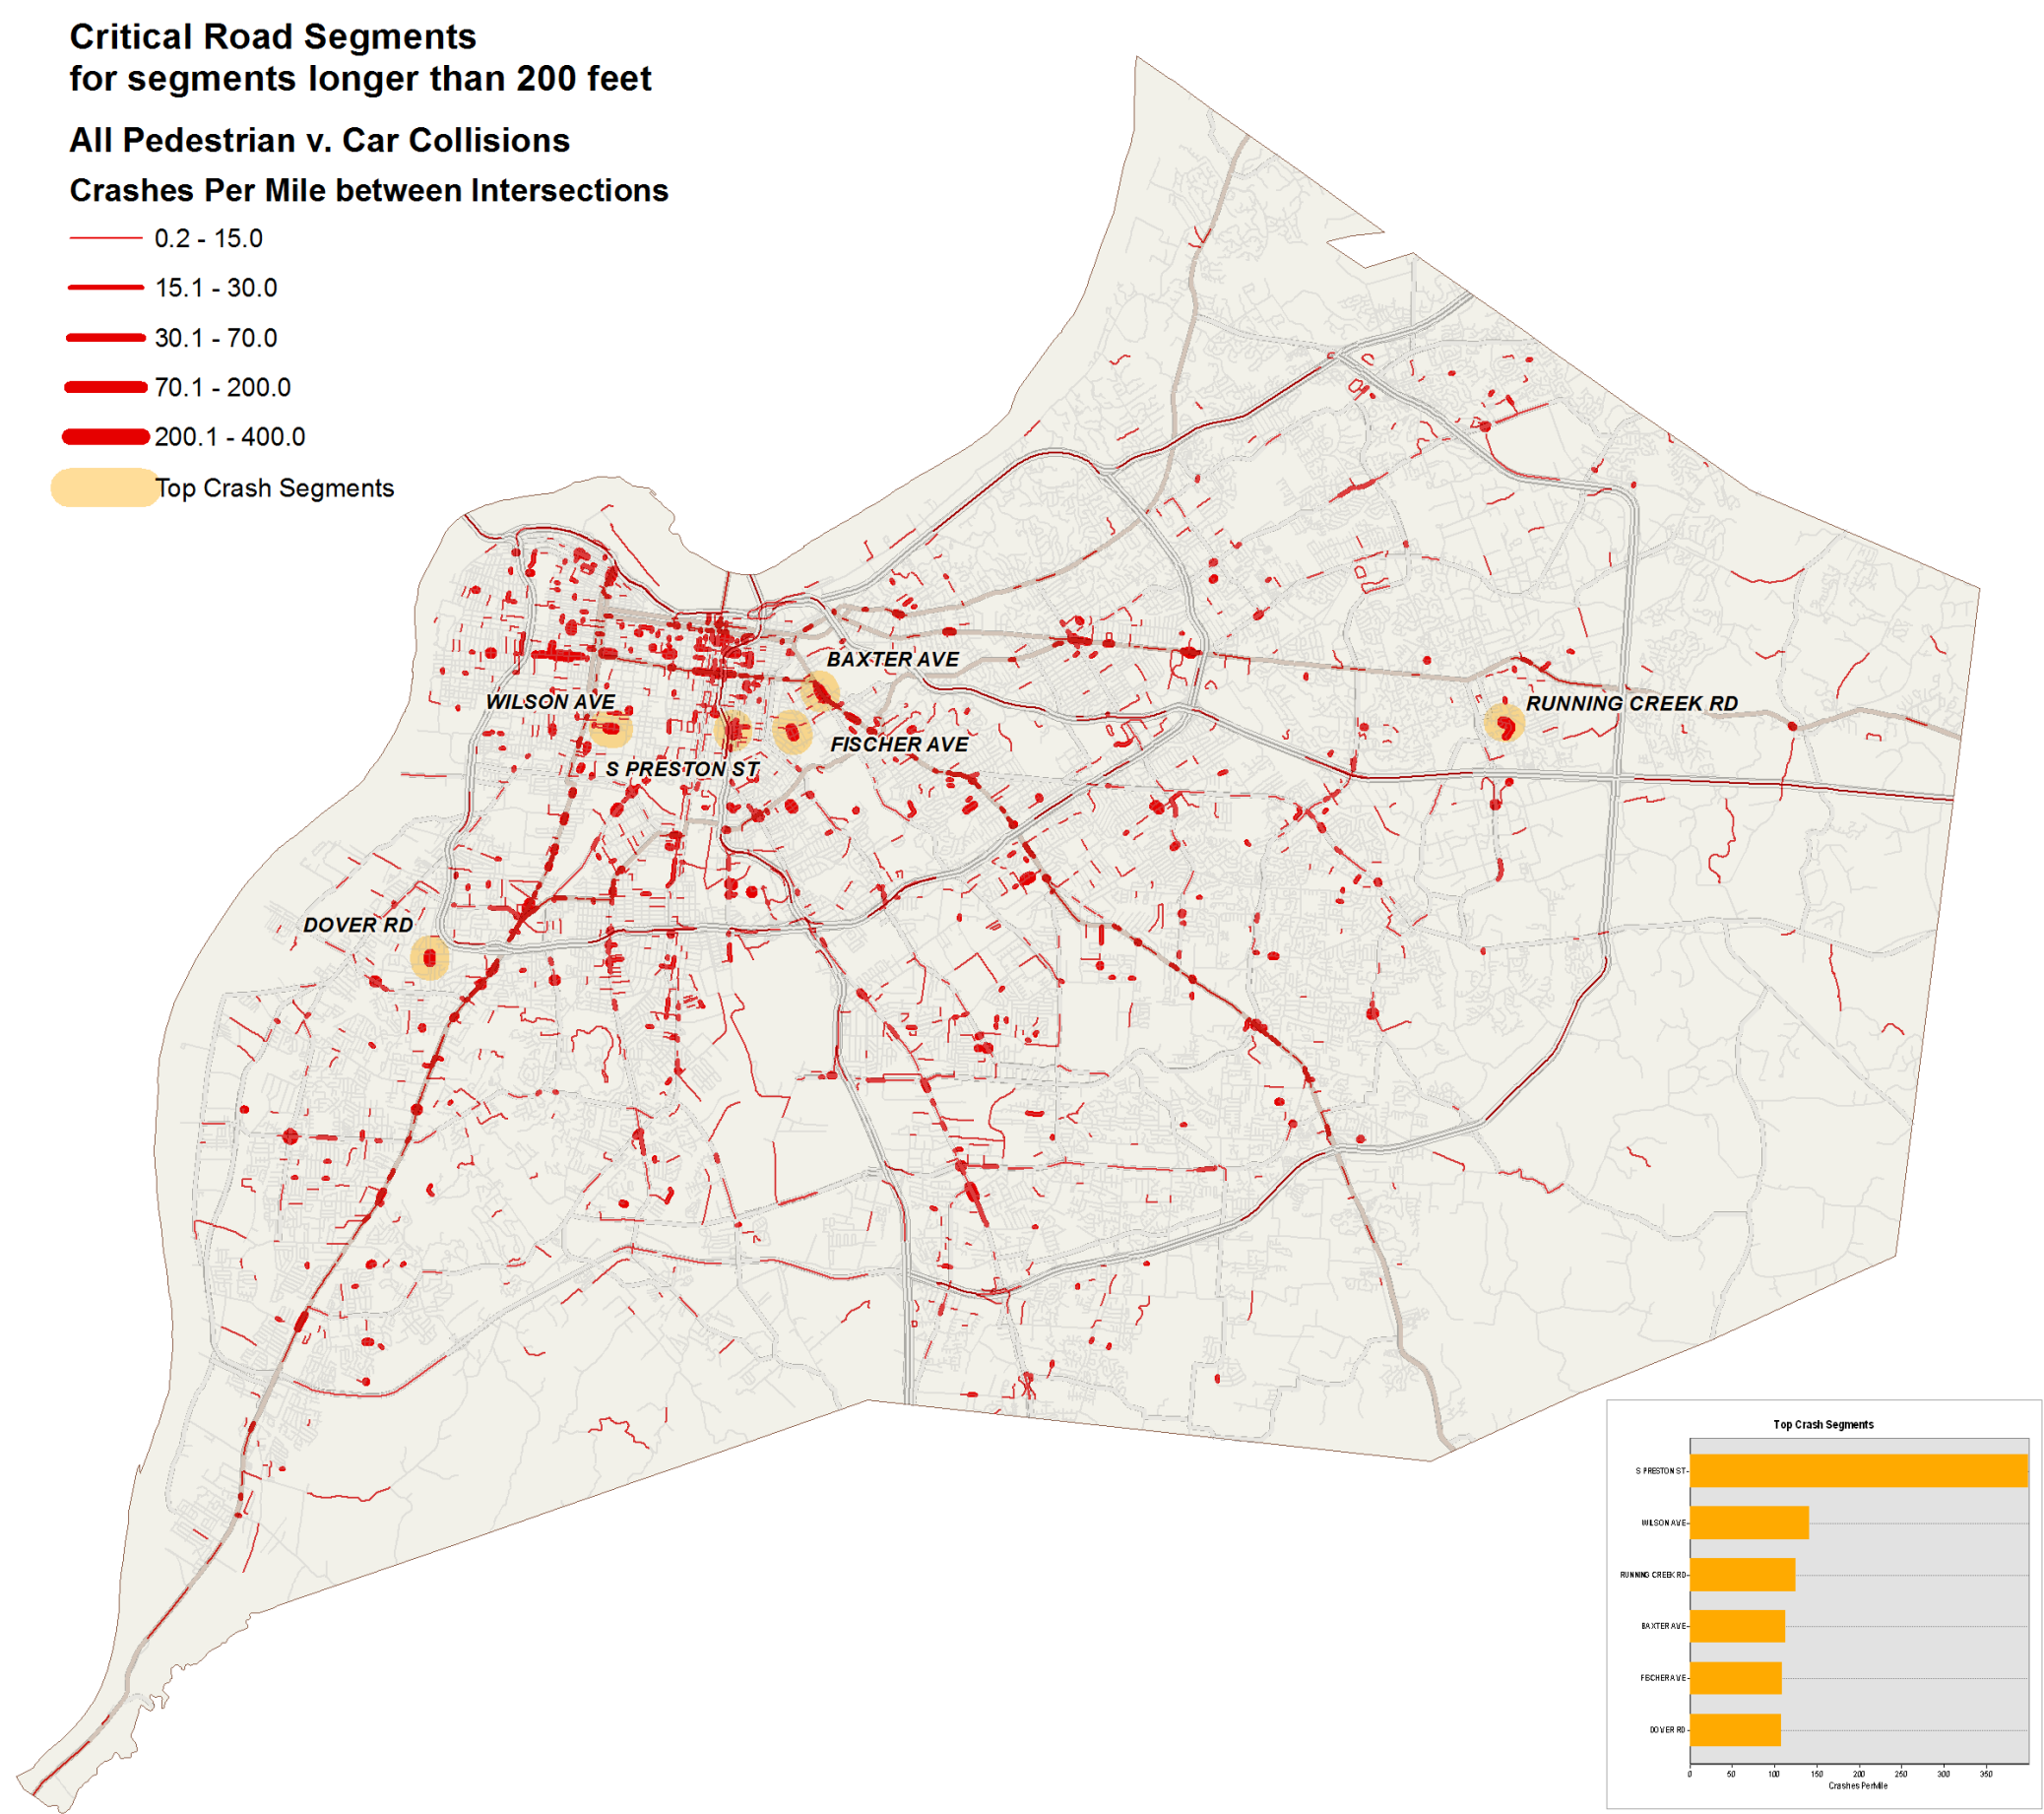 Critical Road Segments
for segments longer than 200 feet
All Pedestrian v. Car Collisions
Crashes Per Mile between Intersections
0.2 - 15.0
15.1 - 30.0
30.1 - 70.0
70.1 - 200.0
200.1 - 400.0
Top Crash Segments
BAXTER AVE
WILSON AVE
RUNNING CREEK RD
FISCHER AVE
S PRESTON ST
DOVER RD
Top Crash Segments
S PRESTON ST
WILSON AVE
RUNNING CREEK RD
BAXTER AVE
FISCHER AVE
DOVER RD
0 50 100 150 200 250 300 350
Crashes PerMile